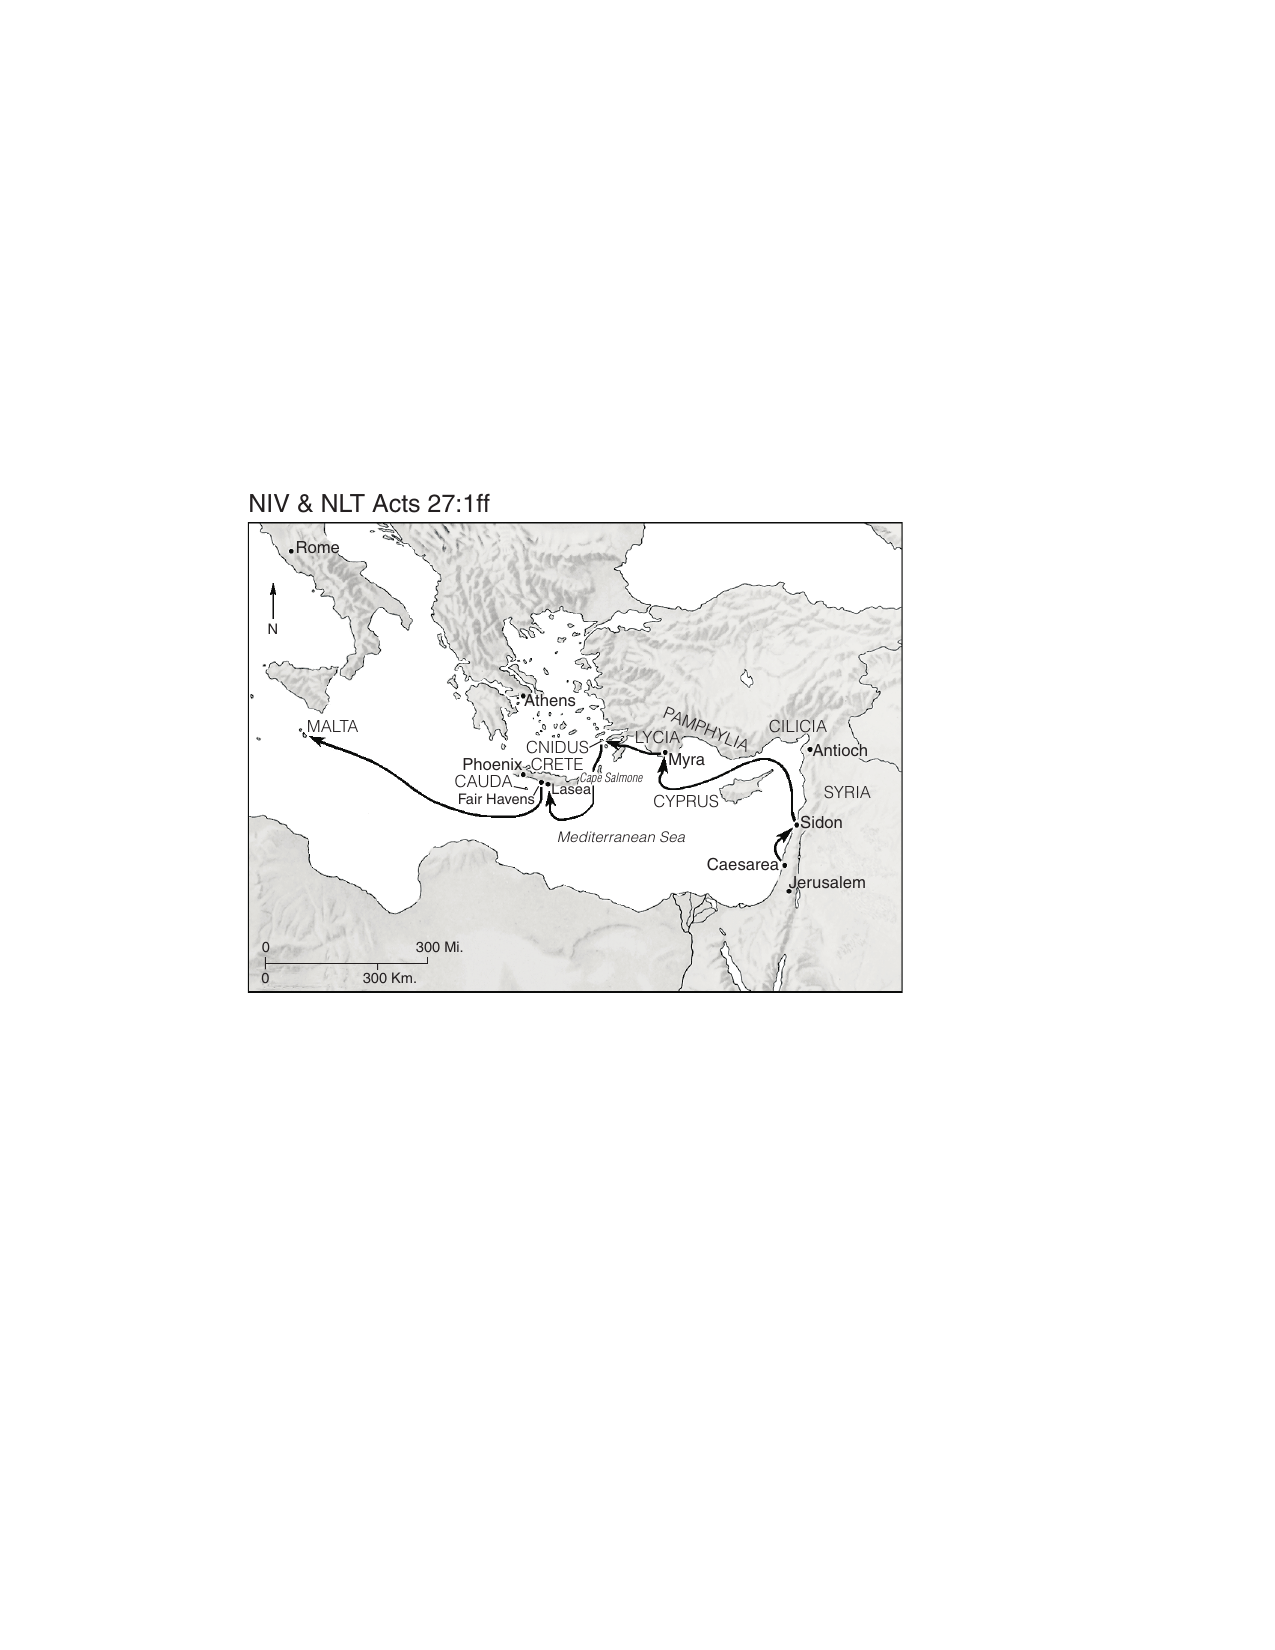 NIV & NLT Acts 27:1ff
Rome
N
Athens
MALTA
PAMPHYLIA
CILICIA
LYCIA
CNIDUS
Antioch
Myra
Phoenix
CRETE
CAUDA
Cape Salmone
Lasea
Fair Havens
CYPRUS
SYRIA
Sidon
Mediterranean Sea
Caesarea
Jerusalem
0 300 Mi.
0 300 Km.